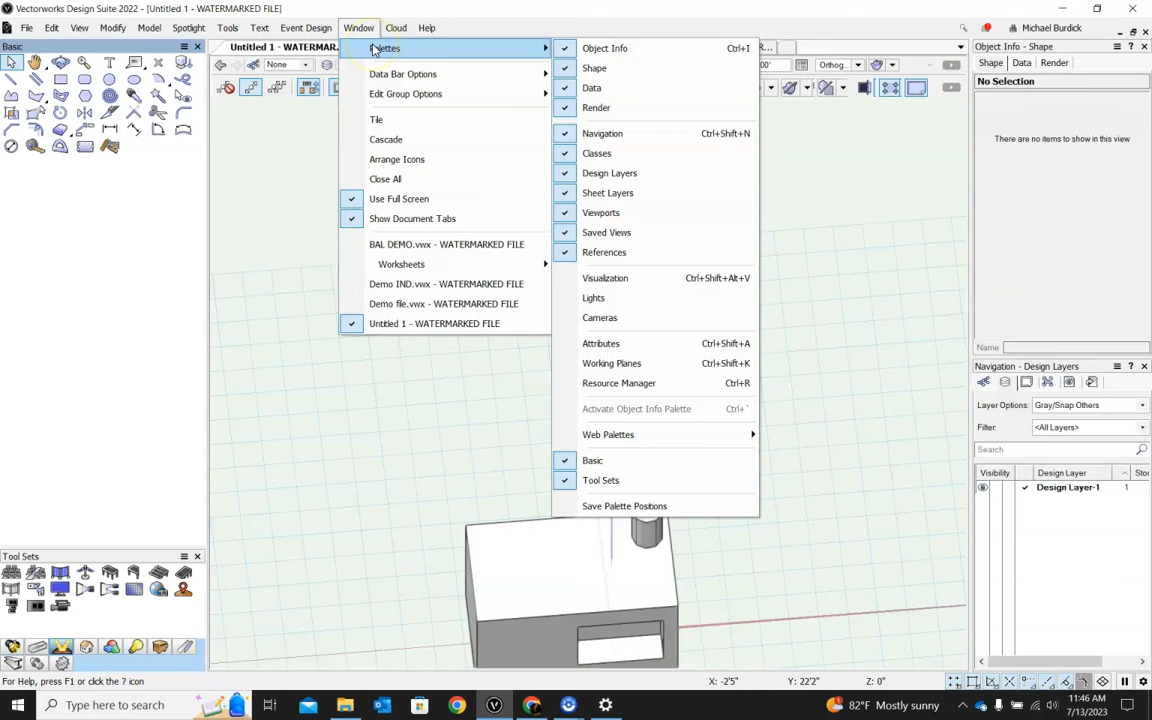 Vectorworks Design Suite 2022 - [Untitled 1 - WATERMARKED FILE]
File Edit View Modify Model Spotlight Tools Text Event Design Window Cloud Help Michael Burdick
Basic
Untitled 1 - WATERMAR.
R...
Object Info - Shape
None
00'
Orthog..
Shape Data Render
No Selection
There are no items to show in this view
Palettes
Data Bar Options
Edit Group Options
Tile
Cascade
Arrange Icons
Close All
Use Full Screen
Show Document Tabs
BAL DEMO.vwx - WATERMARKED FILE
Worksheets
Demo IND.vwx - WATERMARKED FILE
Demo file.vwx - WATERMARKED FILE
Untitled 1 - WATERMARKED FILE
Object Info Ctrl+I
Shape
Data
Render
Navigation Ctrl+Shift+N
Classes
Design Layers
Sheet Layers
Viewports
Saved Views
References
Visualization Ctrl+Shift+Alt+V
Lights
Cameras
Attributes Ctrl+Shift+A
Working Planes Ctrl+Shift+K
Resource Manager Ctrl+R
Activate Object Info Palette Ctrl+`
Web Palettes
Basic
Tool Sets
Save Palette Positions
Name:
Navigation - Design Layers
Layer Options: Gray/Snap Others
Filter: <All Layers>
Search
Visibility Design Layer Stor
Design Layer-1 1
Tool Sets
For Help, press F1 or click the ? icon
X: -2'5" Y: 22'2" Z: 0"
Type here to search
82°F Mostly sunny
11:46 AM
7/13/2023